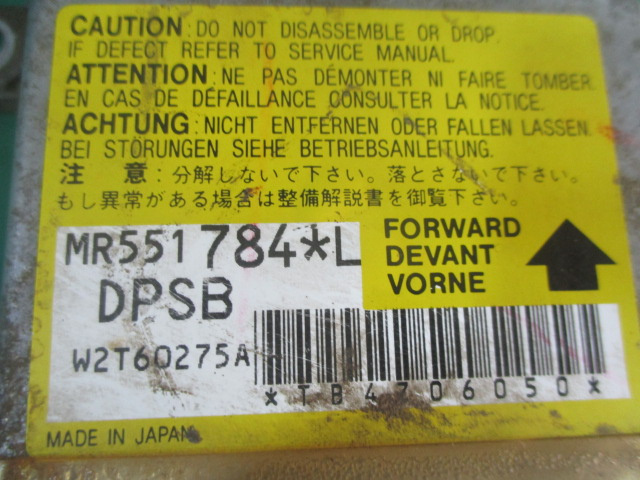 CAUTION : DO NOT DISASSEMBLE OR DROP.
IF DEFECT REFER TO SERVICE MANUAL.
ATTENTION : NE PAS DÉMONTER NI FAIRE TOMBER.
EN CAS DE DÉFAILLANCE CONSULTER LA NOTICE.
ACHTUNG : NICHT ENTFERNEN ODER FALLEN LASSEN.
BEI STÖRUNGEN SIEHE BETRIEBSANLEITUNG.
注 意 : 分解しないで下さい。落とさないで下さい。
もし異常がある場合は整備解説書を御覧下さい。
MR551784*L
DPSB
FORWARD
DEVANT
VORNE
W2T60275A
*TB4706050*
MADE IN JAPAN